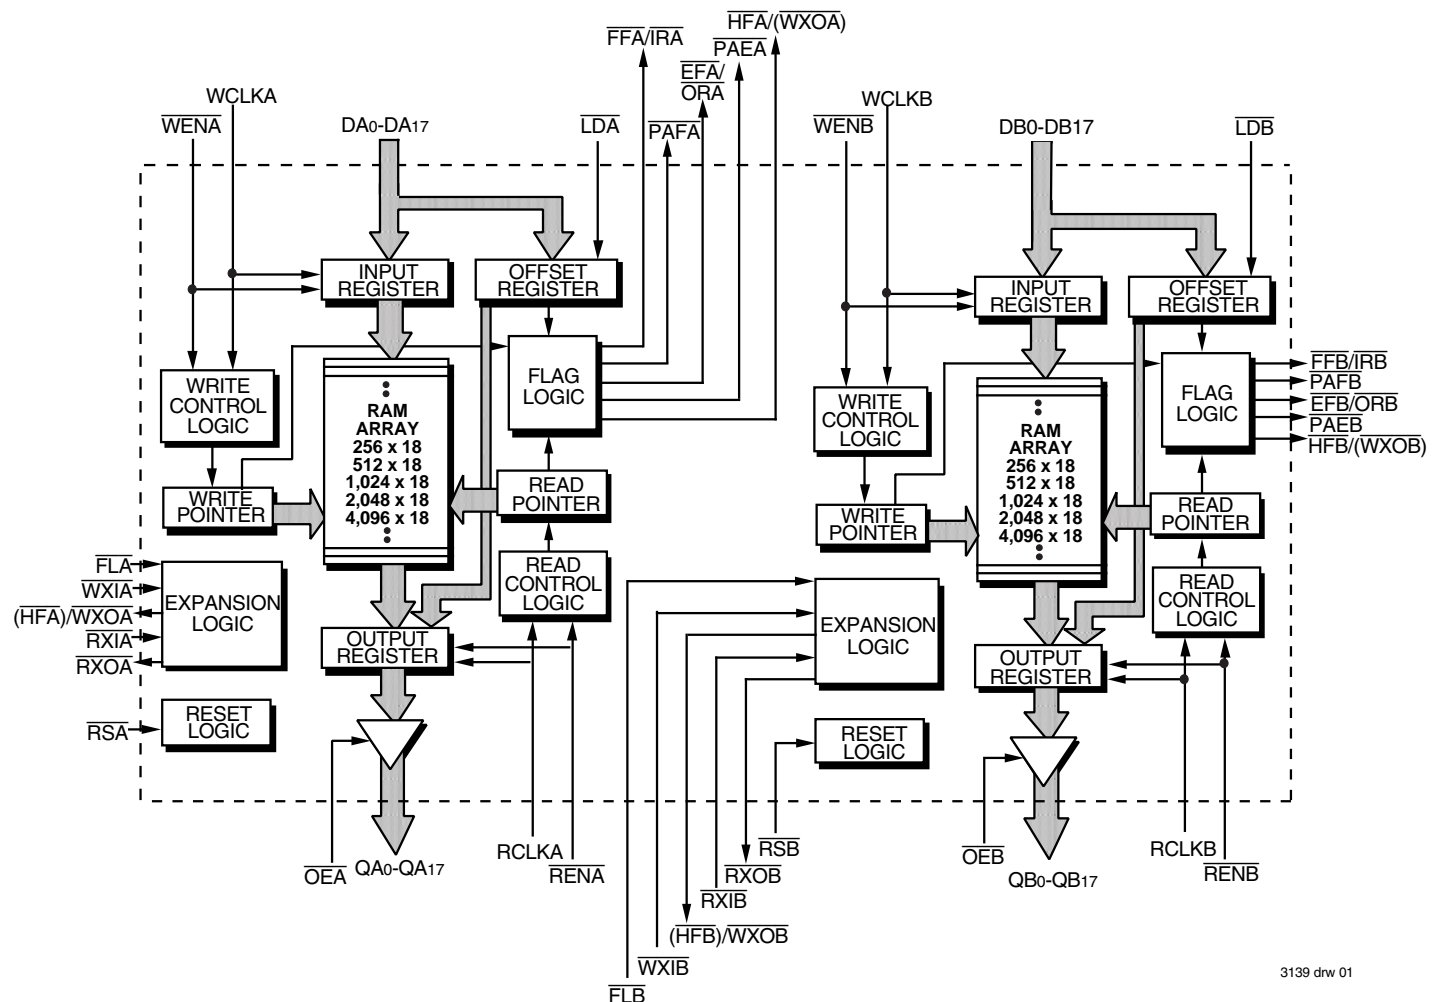 HFA/(WXOA)
FFA/IRA
PAEA
EFA/
ORA
WCLKA
WENA
DA0-DA17
LDA
PAFA
WCLKB
WENB
DB0-DB17
LDB
INPUT
REGISTER
OFFSET
REGISTER
WRITE
CONTROL
LOGIC
RAM
ARRAY
256 x 18
512 x 18
1,024 x 18
2,048 x 18
4,096 x 18
FLAG
LOGIC
WRITE
POINTER
READ
POINTER
READ
CONTROL
LOGIC
FLA
WXIA
(HFA)/WXOA
RXIA
RXOA
EXPANSION
LOGIC
OUTPUT
REGISTER
RSA
RESET
LOGIC
OEA
QA0-QA17
RCLKA
RENA
INPUT
REGISTER
OFFSET
REGISTER
WRITE
CONTROL
LOGIC
RAM
ARRAY
256 x 18
512 x 18
1,024 x 18
2,048 x 18
4,096 x 18
FLAG
LOGIC
FFB/IRB
PAFB
EFB/ORB
PAEB
HFB/(WXOB)
WRITE
POINTER
READ
POINTER
READ
CONTROL
LOGIC
EXPANSION
LOGIC
OUTPUT
REGISTER
RESET
LOGIC
RSB
RXOB
RXIB
(HFB)/WXOB
WXIB
FLB
OEB
QB0-QB17
RCLKB
RENB
3139 drw 01